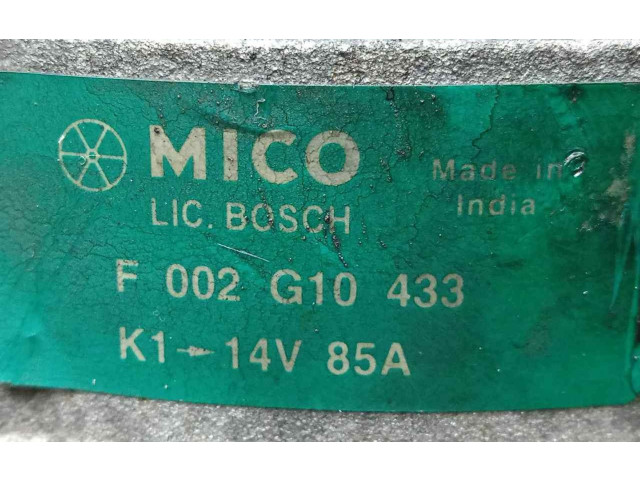 MICO
LIC. BOSCH
Made in
India
F 002 G10 433
K1→14V 85A